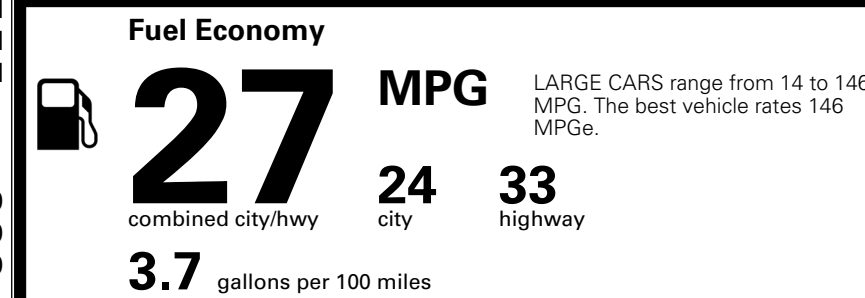 Fuel Economy
27 MPG
LARGE CARS range from 14 to 146
MPG. The best vehicle rates 146
MPGe.
24 33
combined city/hwy city highway
3.7 gallons per 100 miles